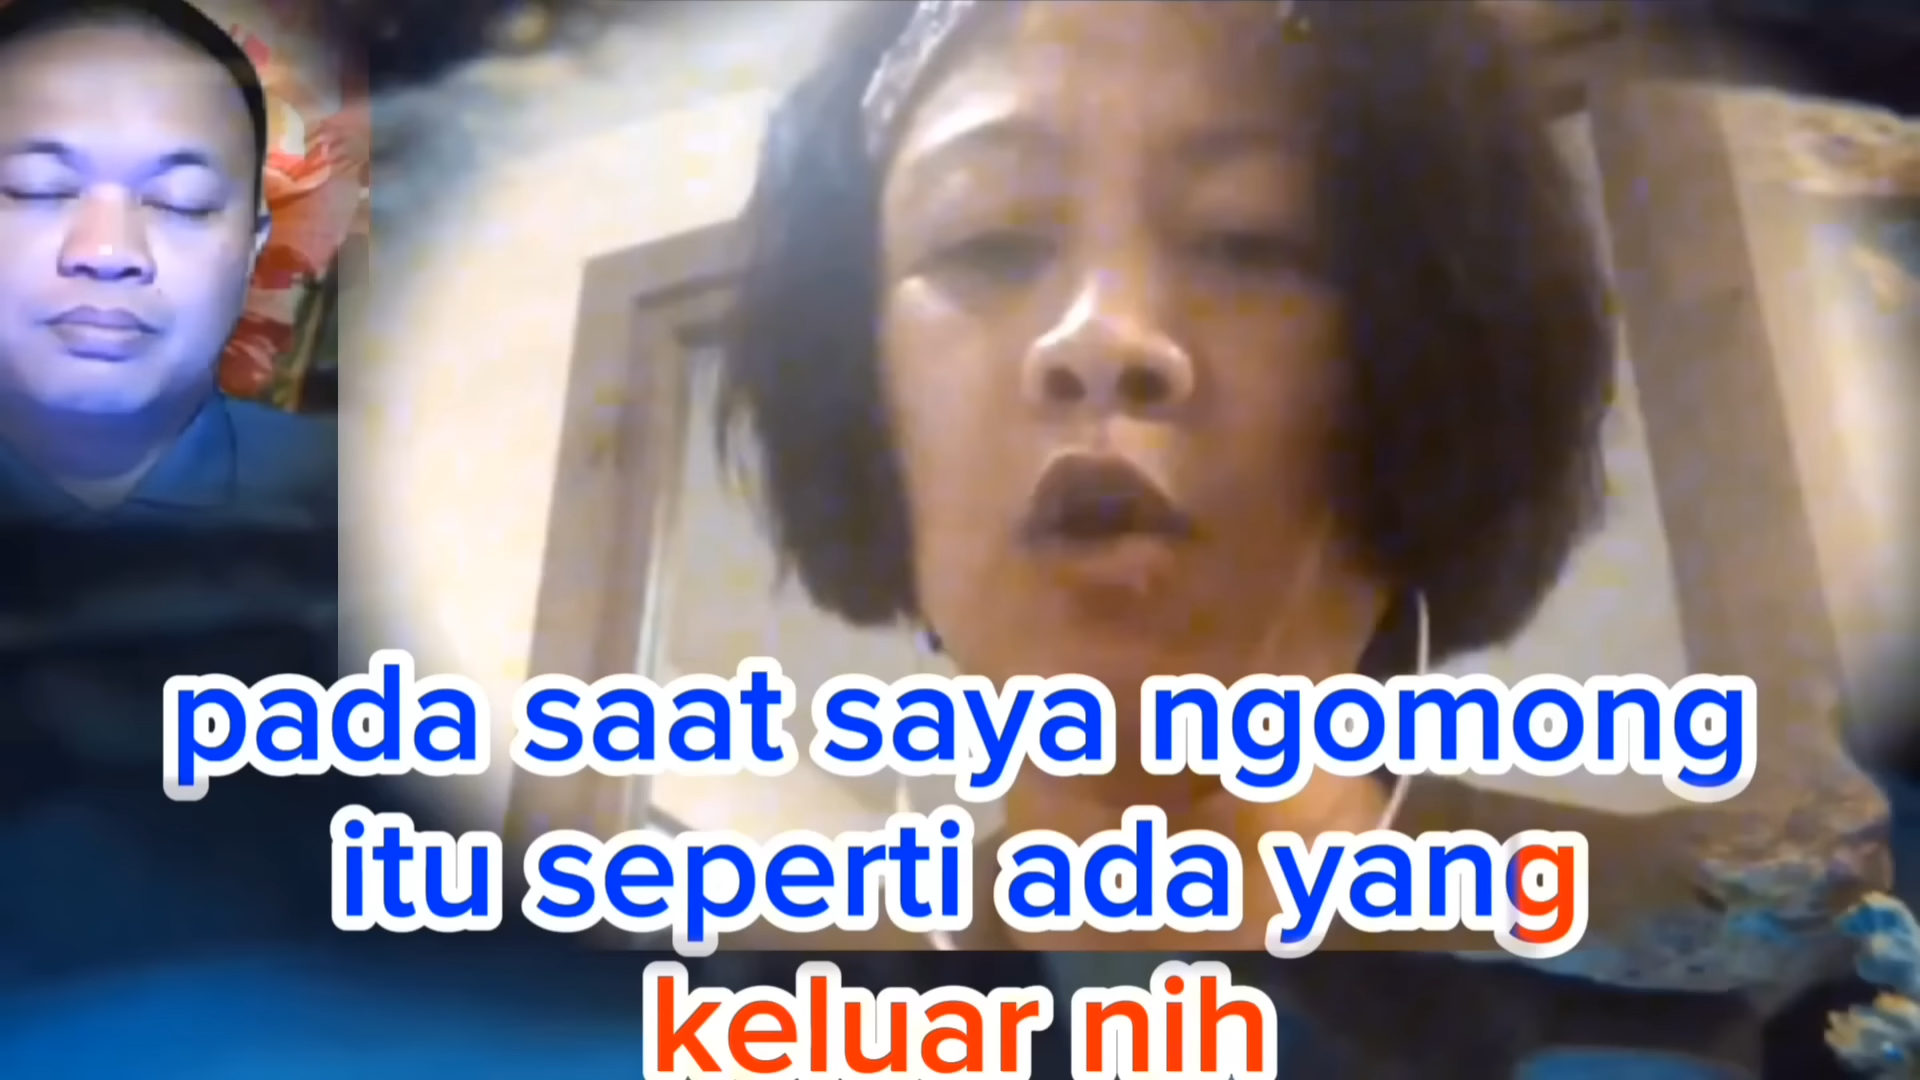 pada saat saya ngomong
itu seperti ada yang
keluar nih